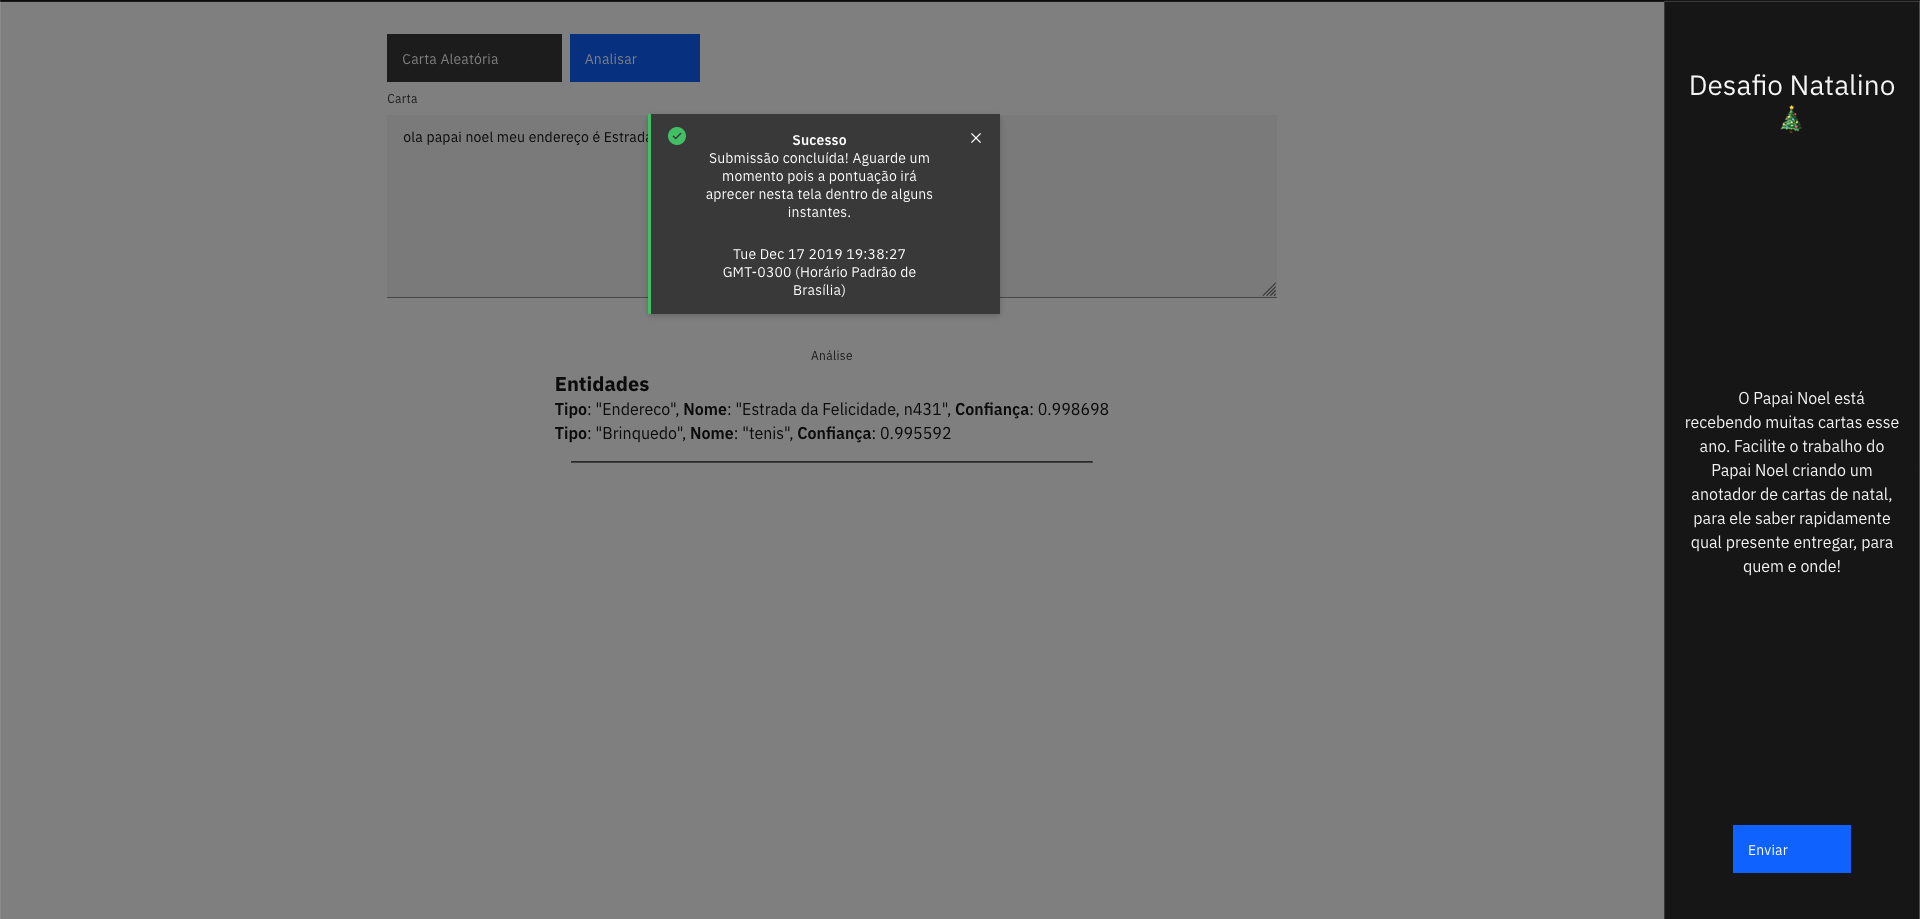 Carta Aleatória
Analisar
Carta
ola papai noel meu endereço é
Sucesso
Submissão concluída! Aguarde um
momento pois a pontuação irá
aprecer nesta tela dentro de alguns
instantes.
Tue Dec 17 2019 19:38:27
GMT-0300 (Horário Padrão de
Brasília)
Análise
Entidades
Tipo: "Endereco", Nome: "Estrada da Felicidade, n431", Confiança: 0.998698
Tipo: "Brinquedo", Nome: "tenis", Confiança: 0.995592
Desafio Natalino
🎄
O Papai Noel está
recebendo muitas cartas esse
ano. Facilite o trabalho do
Papai Noel criando um
anotador de cartas de natal,
para ele saber rapidamente
qual presente entregar, para
quem e onde!
Enviar